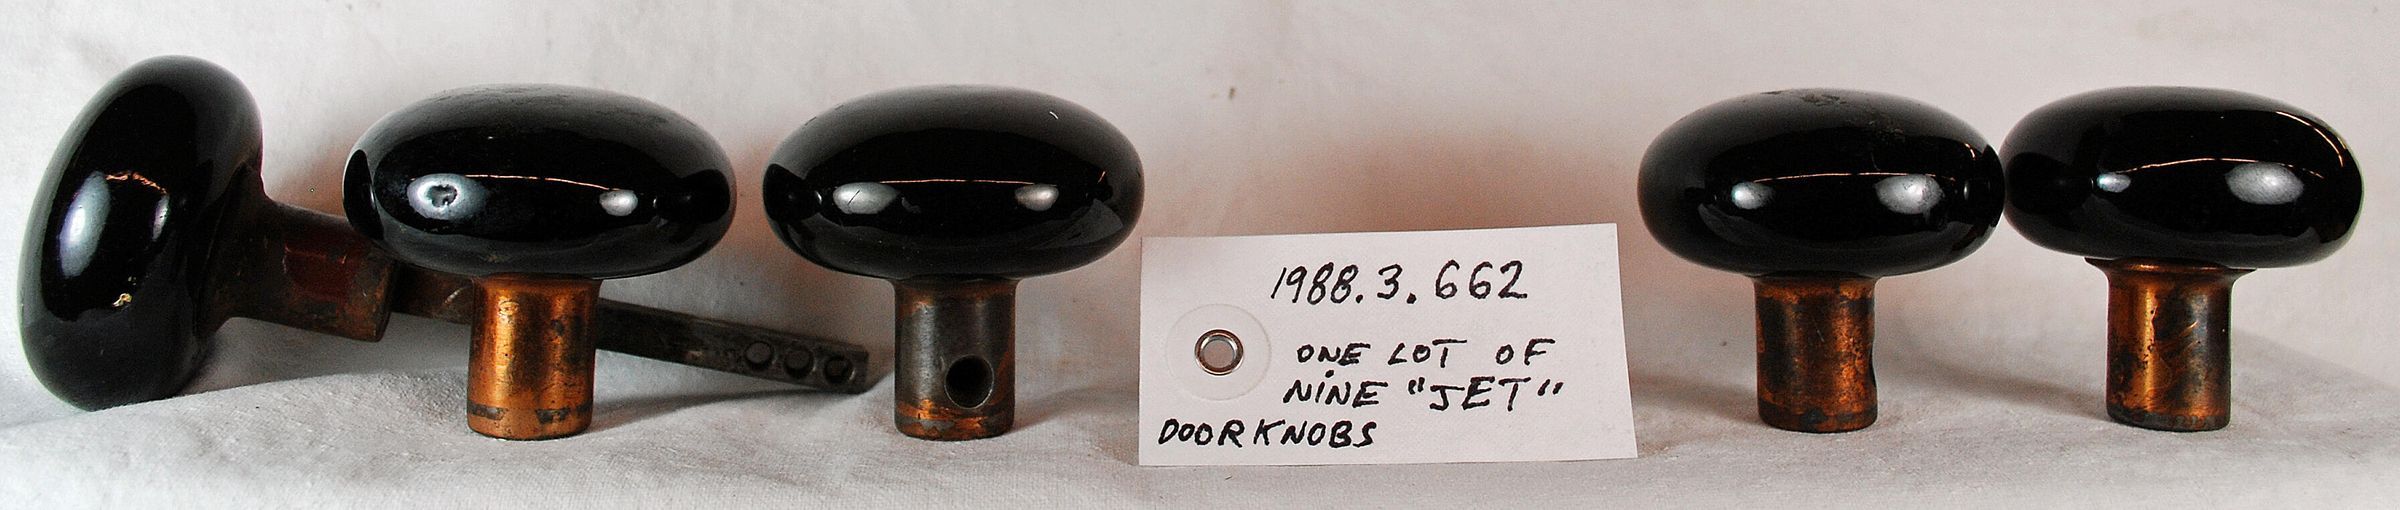 1988.3.662
ONE LOT OF
NINE "JET"
DOORKNOBS